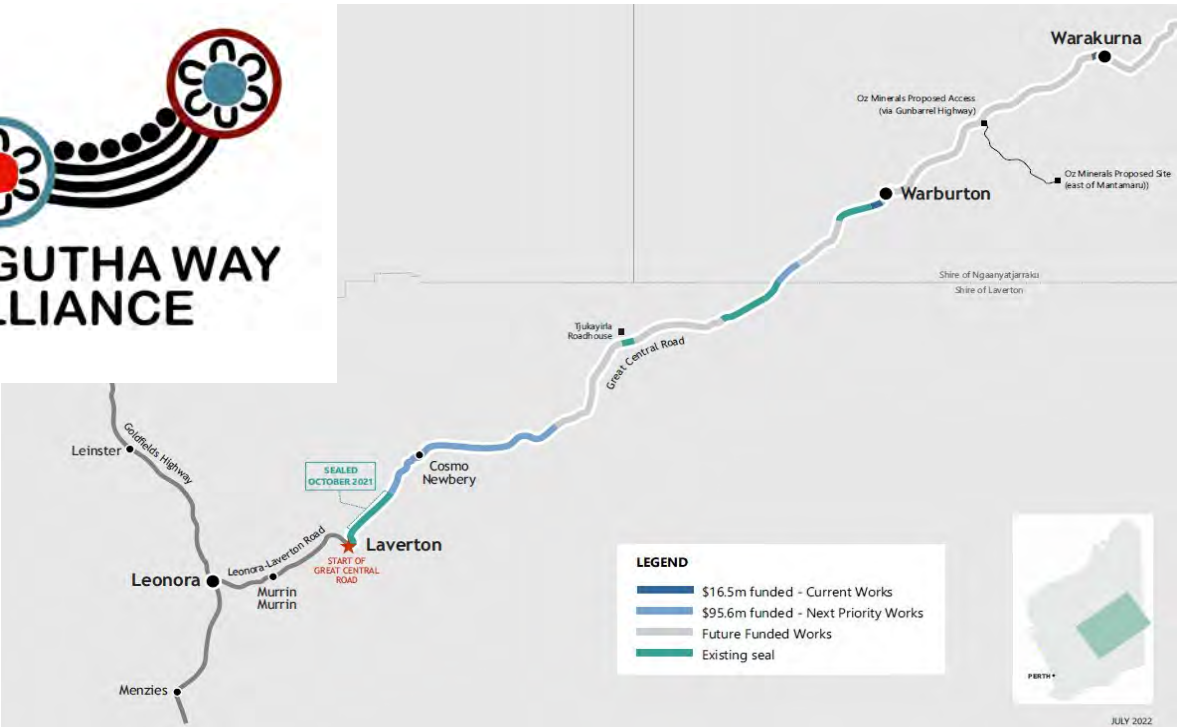 GUTHA WAY
LLIANCE
Warakurna
Oz Minerals Proposed Access
(via Gunbarrel Highway)
Oz Minerals Proposed Site
(east of Mantamaru))
Warburton
Shire of Ngaanyatjarraku
Shire of Laverton
Tjukayirla
Roadhouse
Great Central Road
Goldfields Highway
Leinster
Cosmo
Newbery
SEALED
OCTOBER 2021
Leonora-Laverton Road
Laverton
START OF
GREAT CENTRAL
ROAD
Leonora
Murrin
Murrin
Menzies
LEGEND
$16.5m funded - Current Works
$95.6m funded - Next Priority Works
Future Funded Works
Existing seal
PERTH
JULY 2022